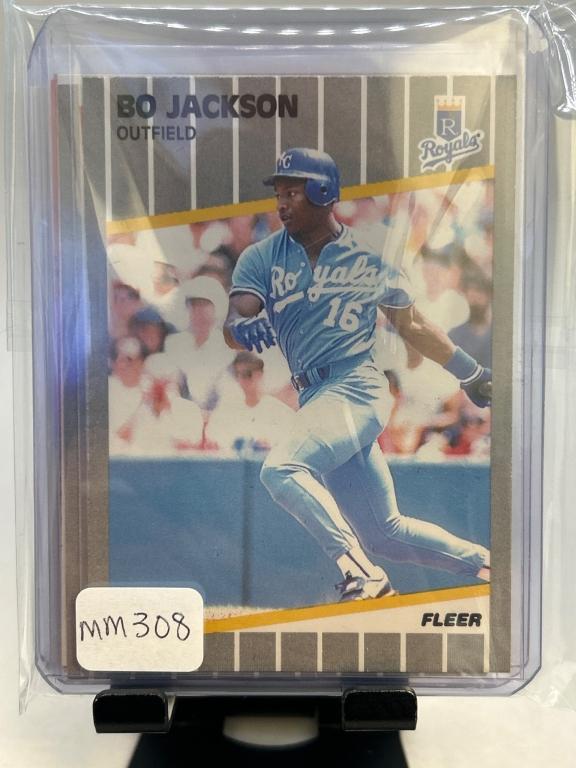 BO JACKSON
OUTFIELD
R
Royals
KC
Royals
16
MM308
FLEER